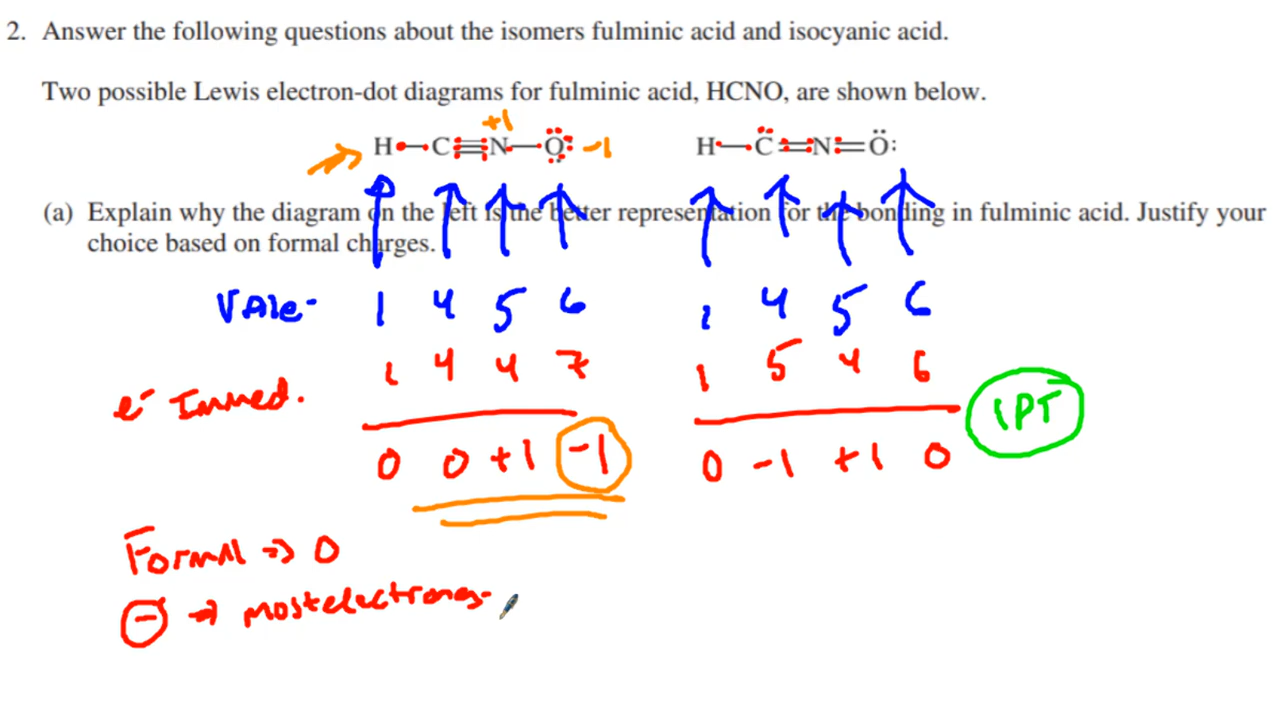 2. Answer the following questions about the isomers fulminic acid and isocyanic acid.
Two possible Lewis electron-dot diagrams for fulminic acid, HCNO, are shown below.
+1
H—C≡N—O -1 H—C=N=O
(a) Explain why the diagram on the left is the better representation for the bonding in fulminic acid. Justify your
choice based on formal charges.
VAle- 1 4 5 6 1 4 5 6
e- 1 4 4 7 1 5 4 6
1PT
0 0 +1 -1 0 -1 +1 0
Formal => 0
- → most electroneg-